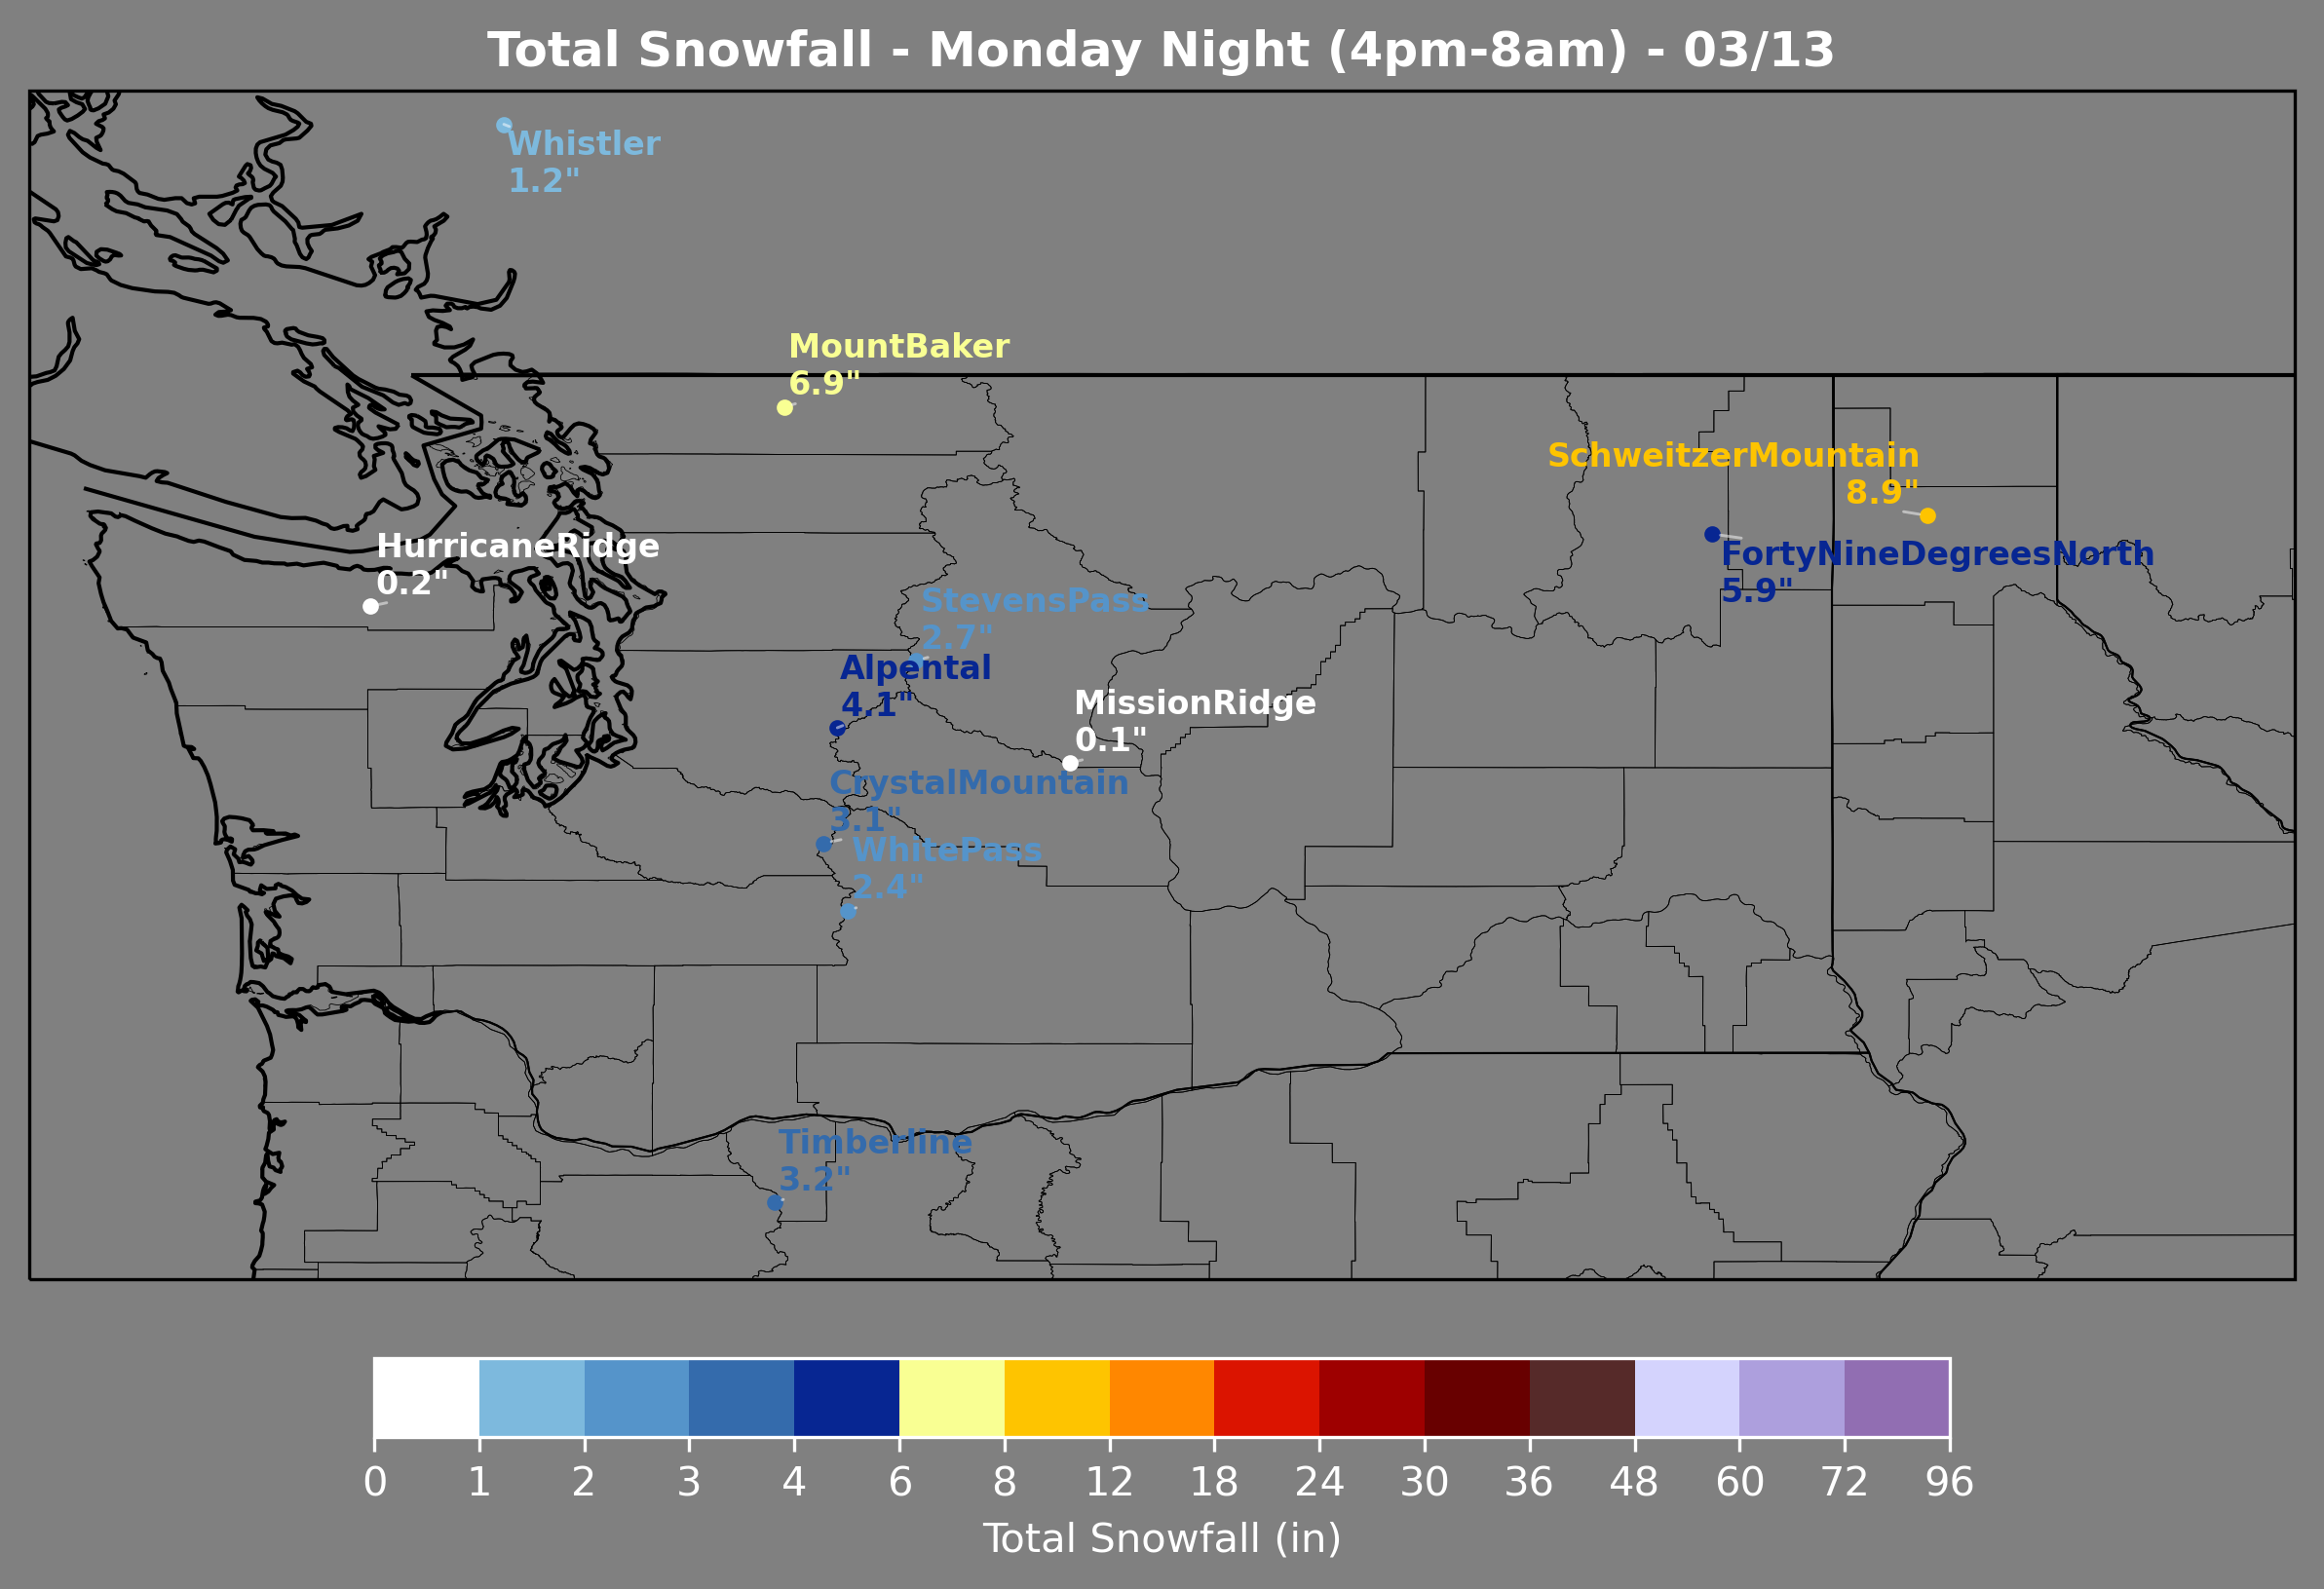 Total Snowfall - Monday Night (4pm-8am) - 03/13
Whistler
1.2"
MountBaker
6.9"
SchweitzerMountain
8.9"
HurricaneRidge
0.2"
FortyNineDegreesNorth
5.9"
StevensPass
2.7"
Alpental
4.1"
MissionRidge
0.1"
CrystalMountain
3.1"
WhitePass
2.4"
Timberline
3.2"
0 1 2 3 4 6 8 12 18 24 30 36 48 60 72 96
Total Snowfall (in)